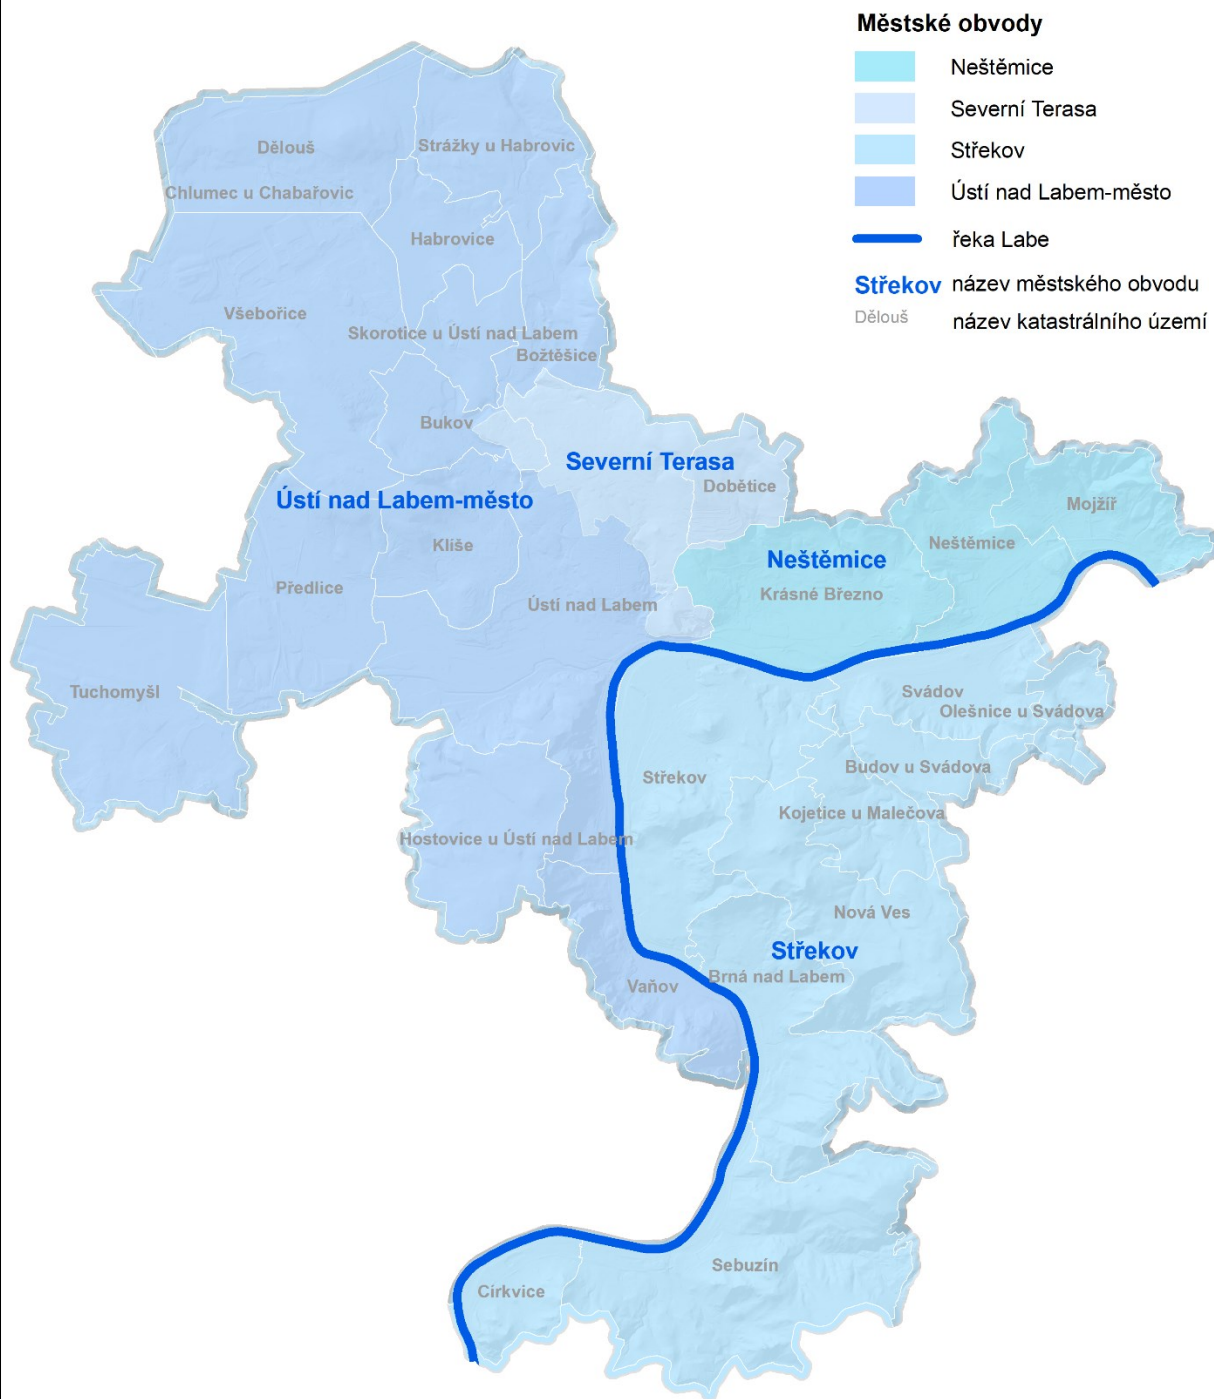 Městské obvody
Neštěmice
Severní Terasa
Střekov
Ústí nad Labem-město
řeka Labe
Střekov název městského obvodu
Dělouš název katastrálního území
Dělouš
Strážky u Habrovic
Chlumec u Chabařovic
Habrovice
Všebořice
Skorotice u Ústí nad Labem
Božtěšice
Bukov
Severní Terasa
Dobětice
Ústí nad Labem-město
Mojžíř
Klíše
Neštěmice
Neštěmice
Předlice
Krásné Březno
Ústí nad Labem
Tuchomyšl
Svádov
Olešnice u Svádova
Střekov
Budov u Svádova
Kojetice u Malečova
Hostovice u Ústí nad Labem
Nová Ves
Střekov
Brná nad Labem
Vaňov
Sebuzín
Církvice